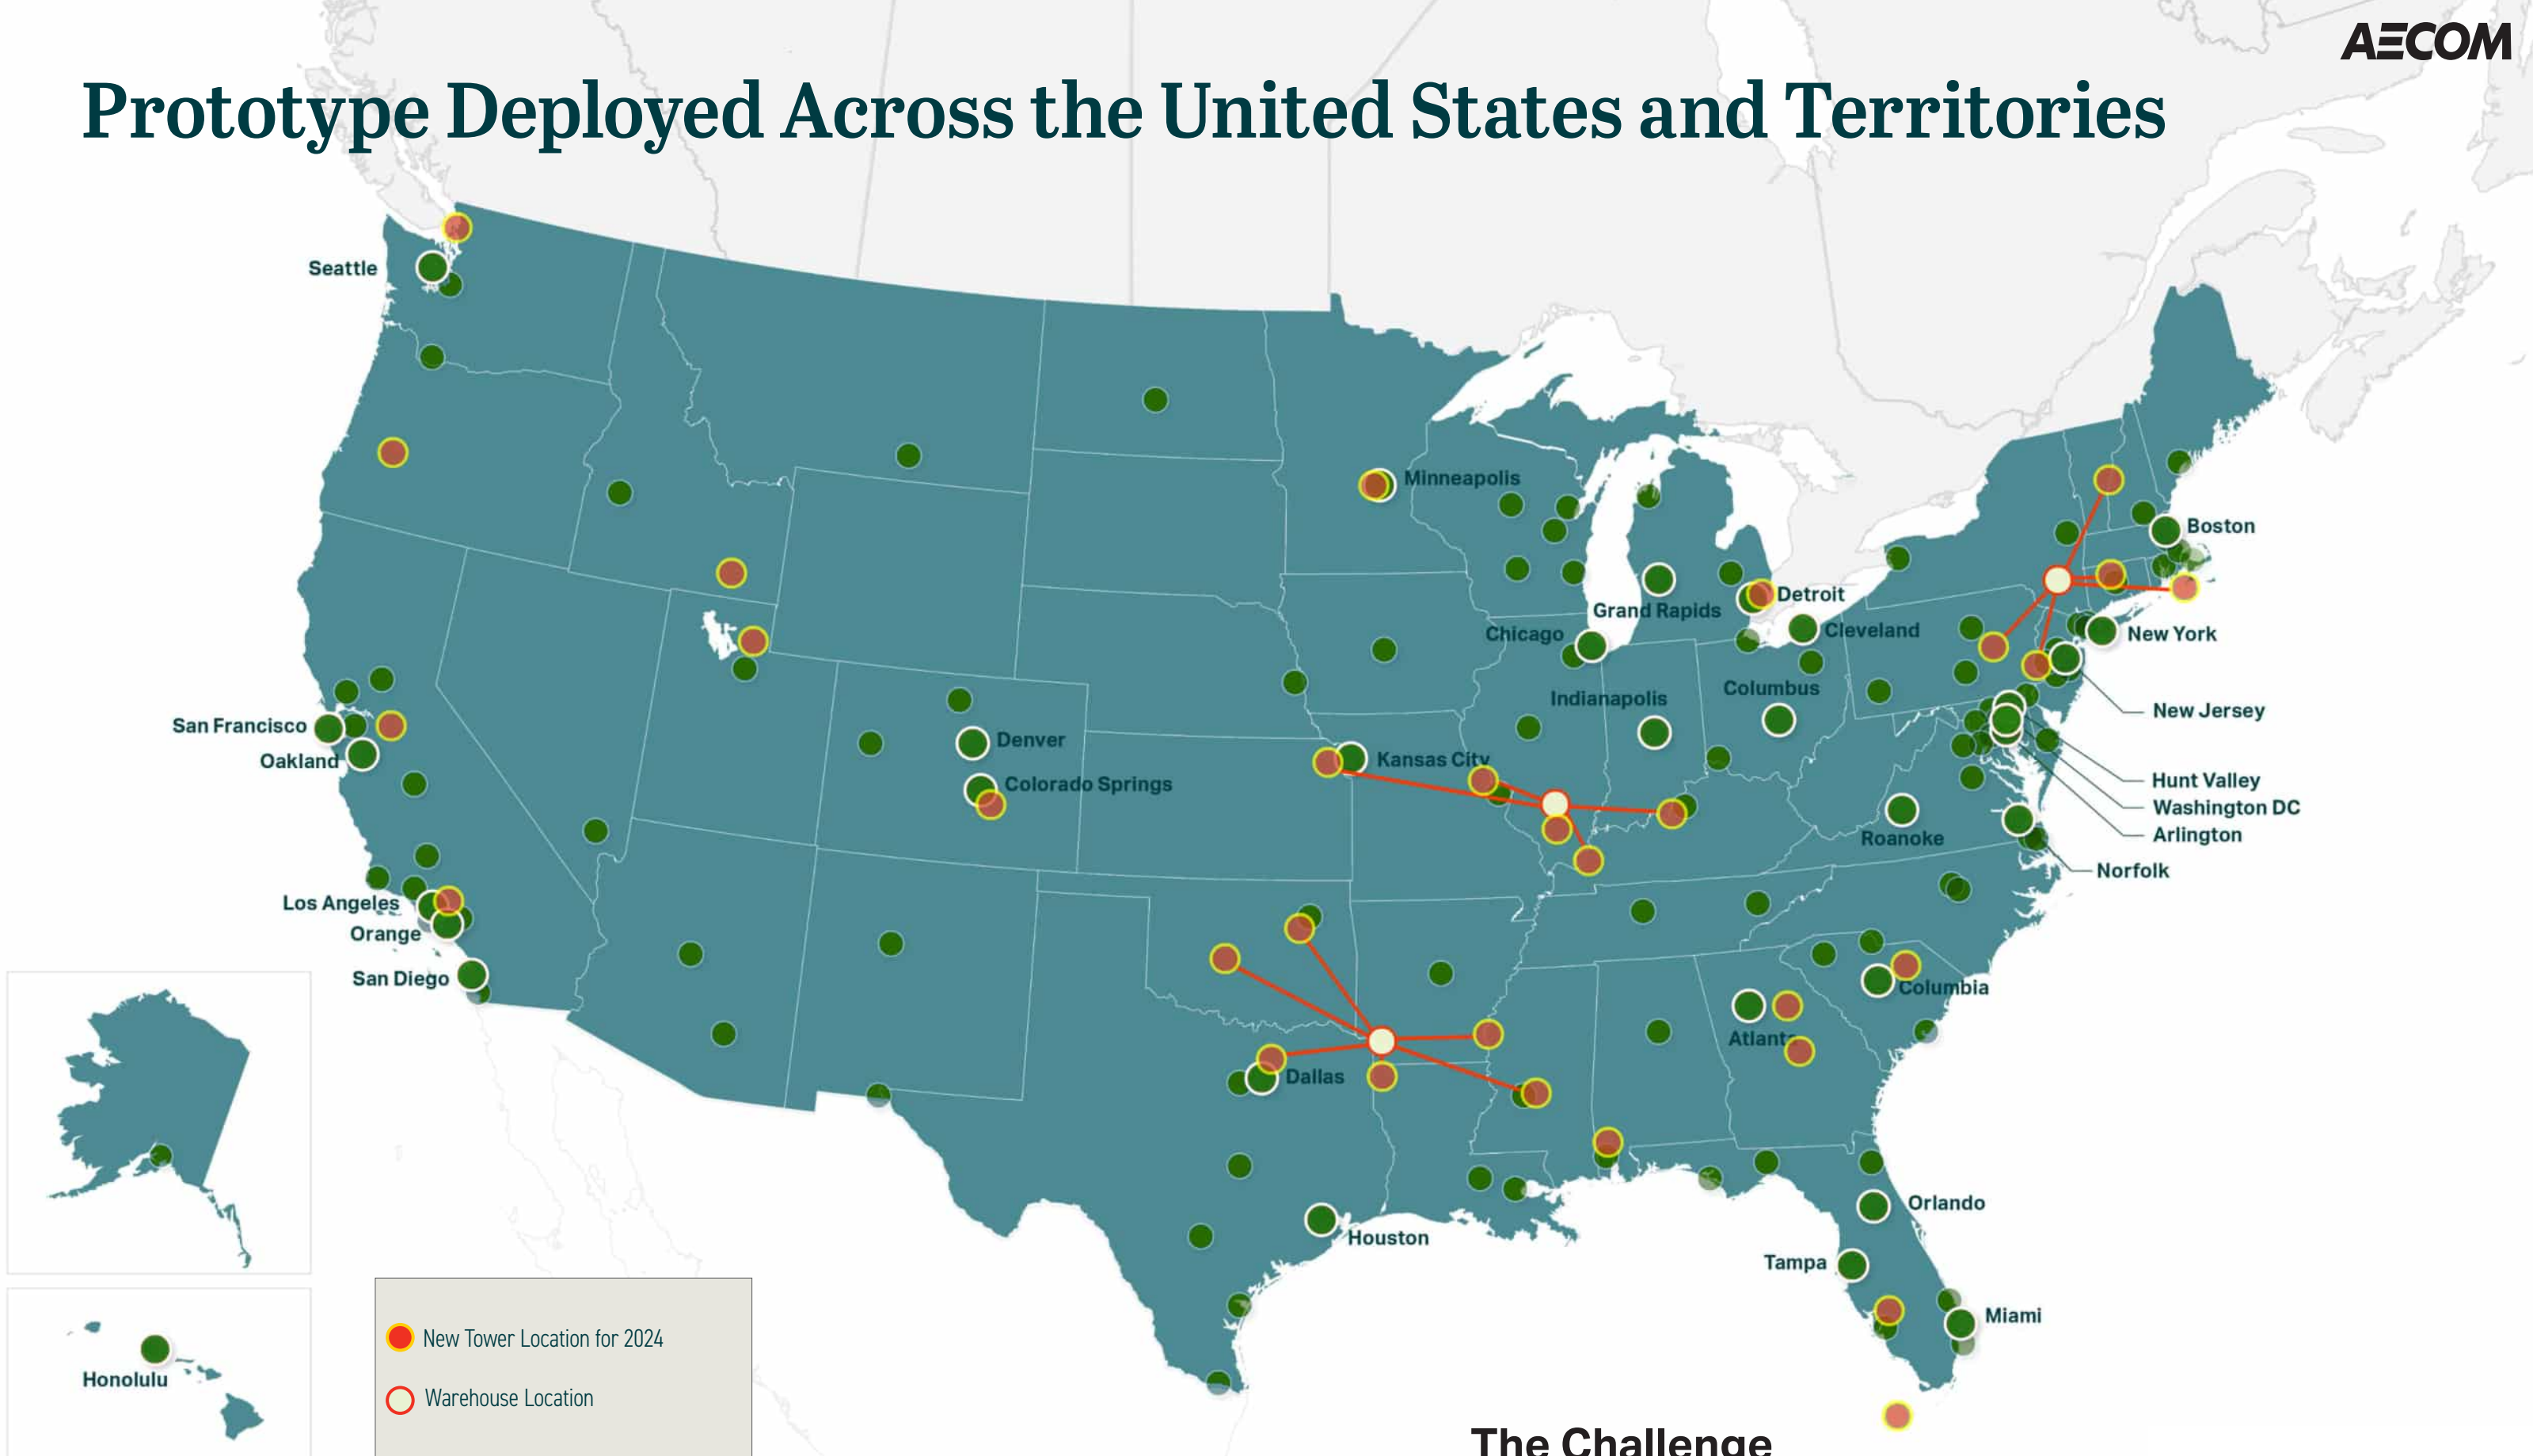 AECOM
Prototype Deployed Across the United States and Territories
Seattle
Minneapolis
Boston
Detroit
Grand Rapids
Cleveland
Chicago
New York
Indianapolis
Columbus
New Jersey
San Francisco
Denver
Oakland
Kansas City
Colorado Springs
Hunt Valley
Washington DC
Arlington
Roanoke
Norfolk
Los Angeles
Orange
San Diego
Columbia
Atlanta
Dallas
Orlando
Houston
Tampa
Miami
New Tower Location for 2024
Honolulu
Warehouse Location
The Challenge